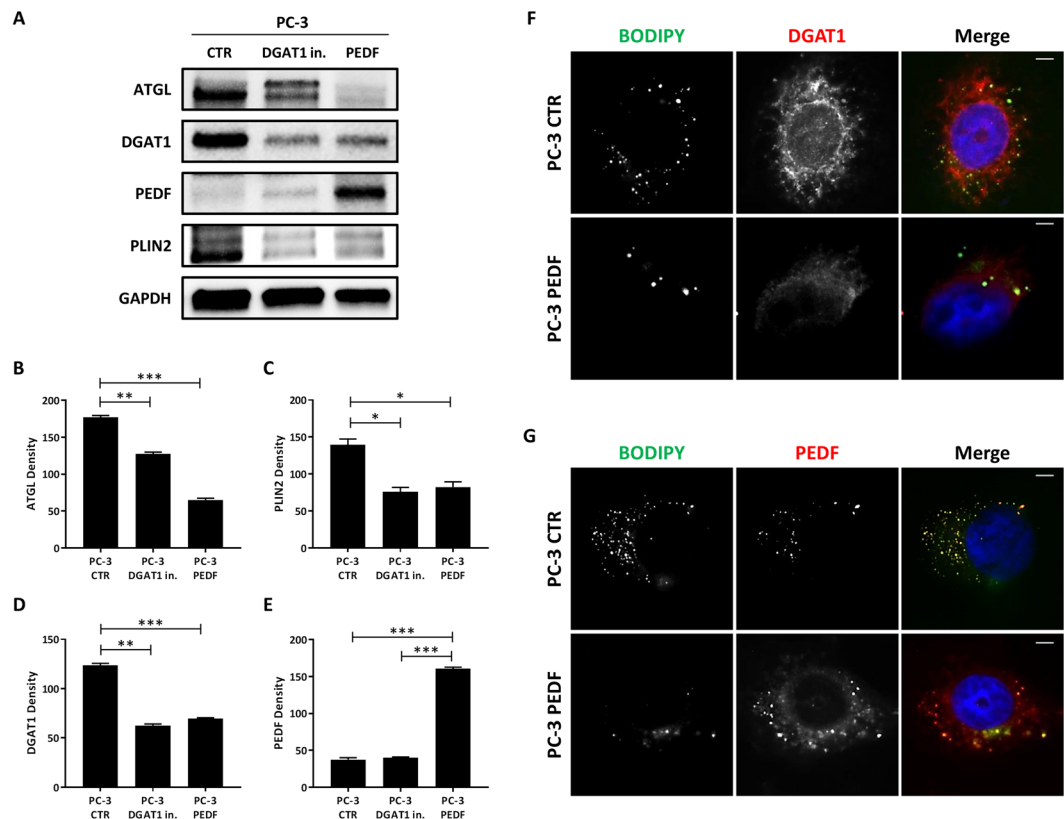 A
PC-3
CTR DGAT1 in. PEDF
ATGL
DGAT1
PEDF
PLIN2
GAPDH
B
***
**
200
150
100
50
0
ATGL Density
PC-3 CTR
PC-3 DGAT1 in.
PC-3 PEDF
C
*
*
200
150
100
50
0
PLIN2 Density
PC-3 CTR
PC-3 DGAT1 in.
PC-3 PEDF
D
***
**
150
100
50
0
DGAT1 Density
PC-3 CTR
PC-3 DGAT1 in.
PC-3 PEDF
E
***
***
200
150
100
50
0
PEDF Density
PC-3 CTR
PC-3 DGAT1 in.
PC-3 PEDF
F
BODIPY DGAT1 Merge
PC-3 CTR
PC-3 PEDF
G
BODIPY PEDF Merge
PC-3 CTR
PC-3 PEDF